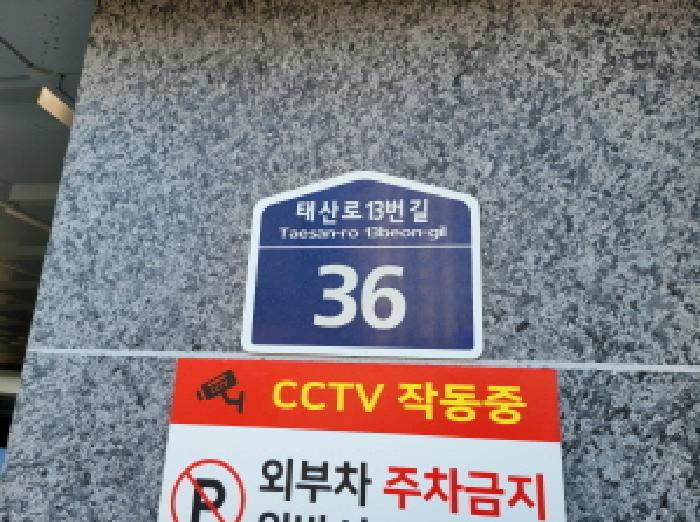 태산로13번길
Taesan-ro 13beon-gil
36
CCTV 작동중
P
외부차 주차금지